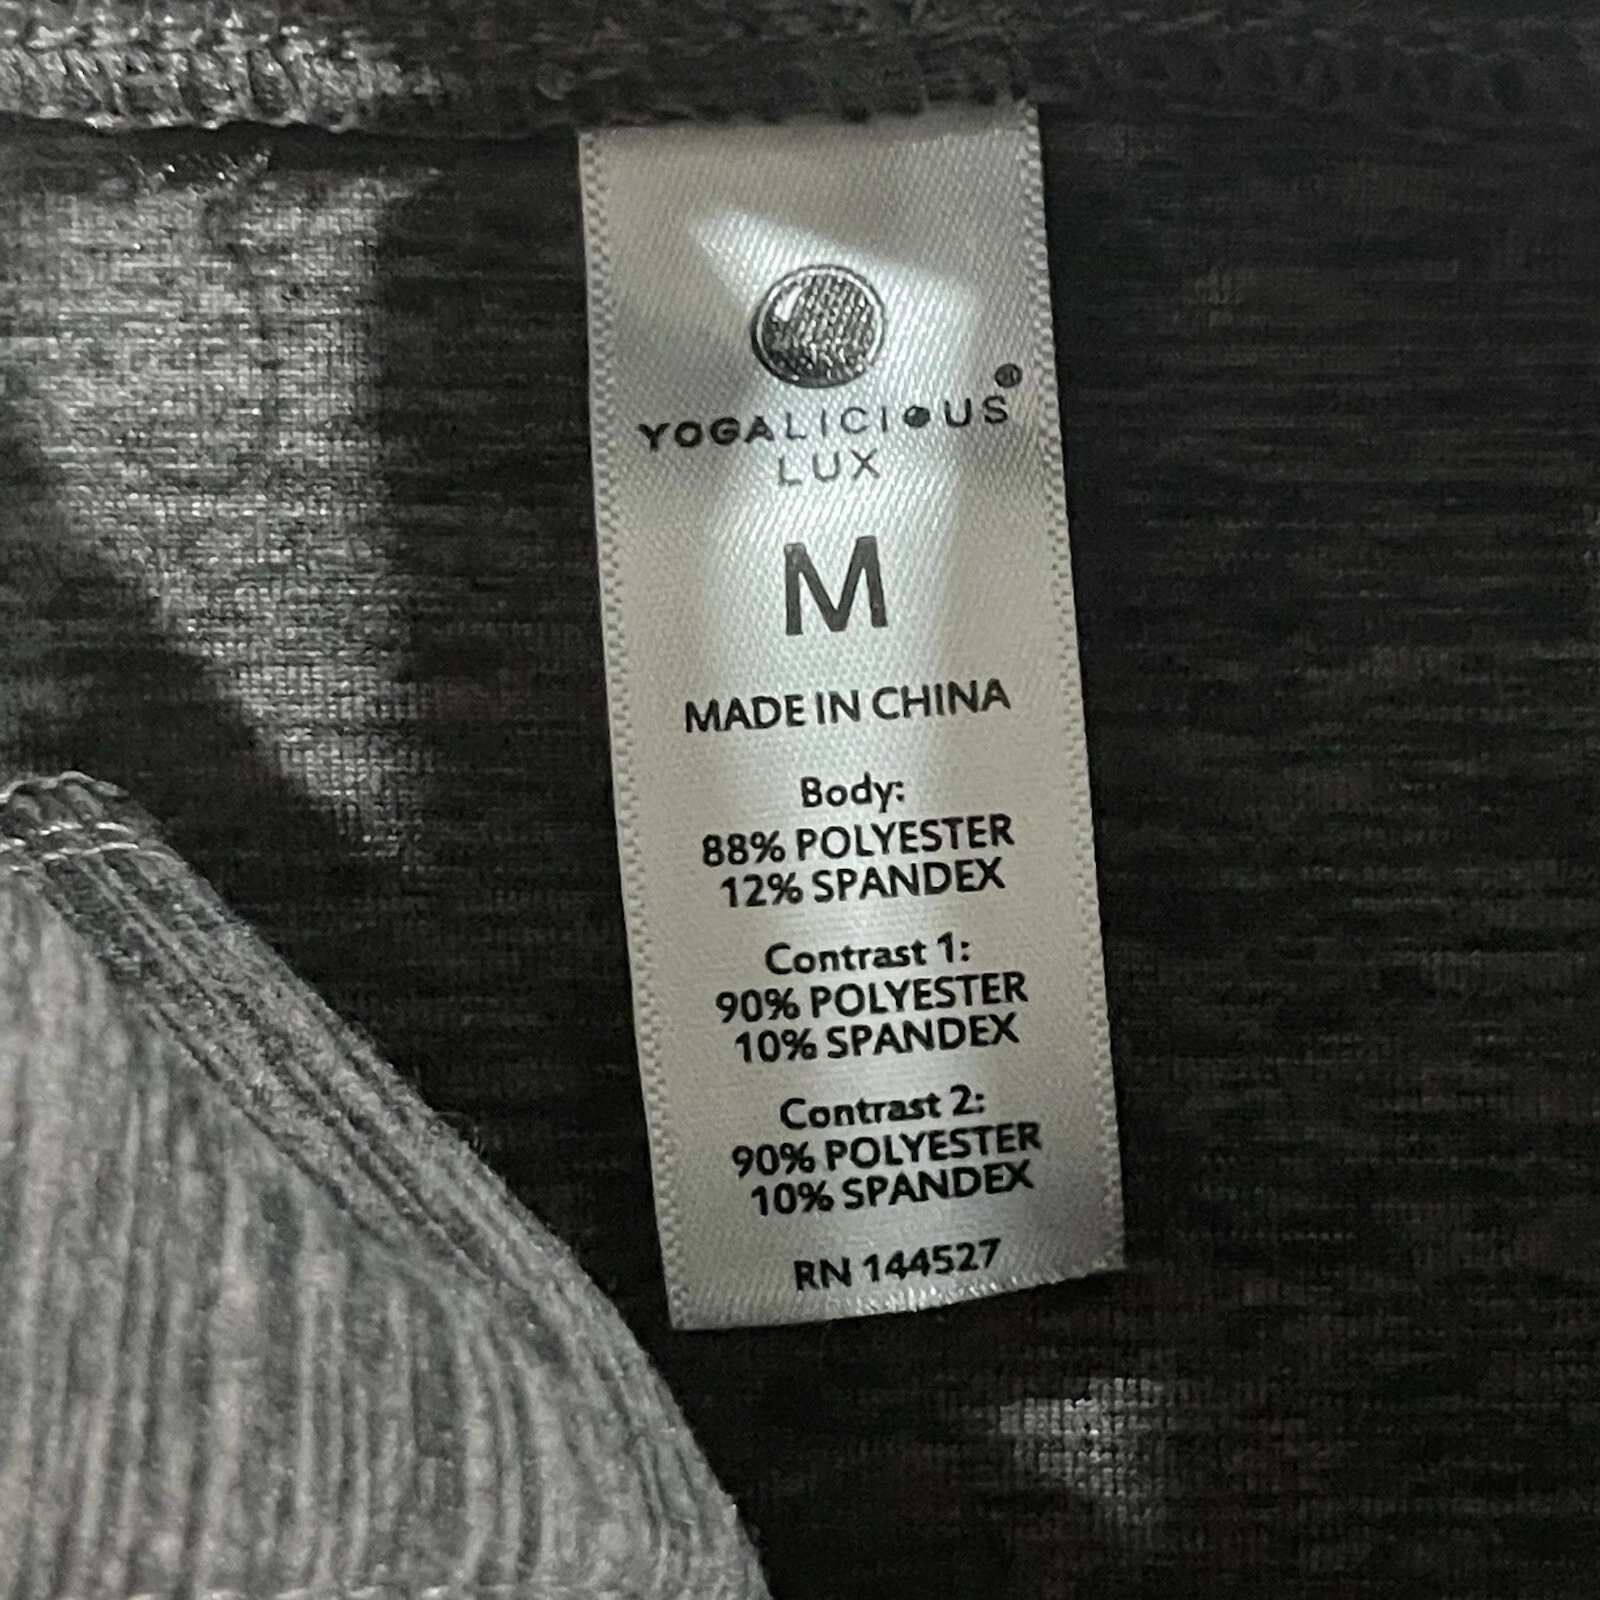 YOGALICIOUS®
LUX
M
MADE IN CHINA
Body:
88% POLYESTER
12% SPANDEX
Contrast 1:
90% POLYESTER
10% SPANDEX
Contrast 2:
90% POLYESTER
10% SPANDEX
RN 144527